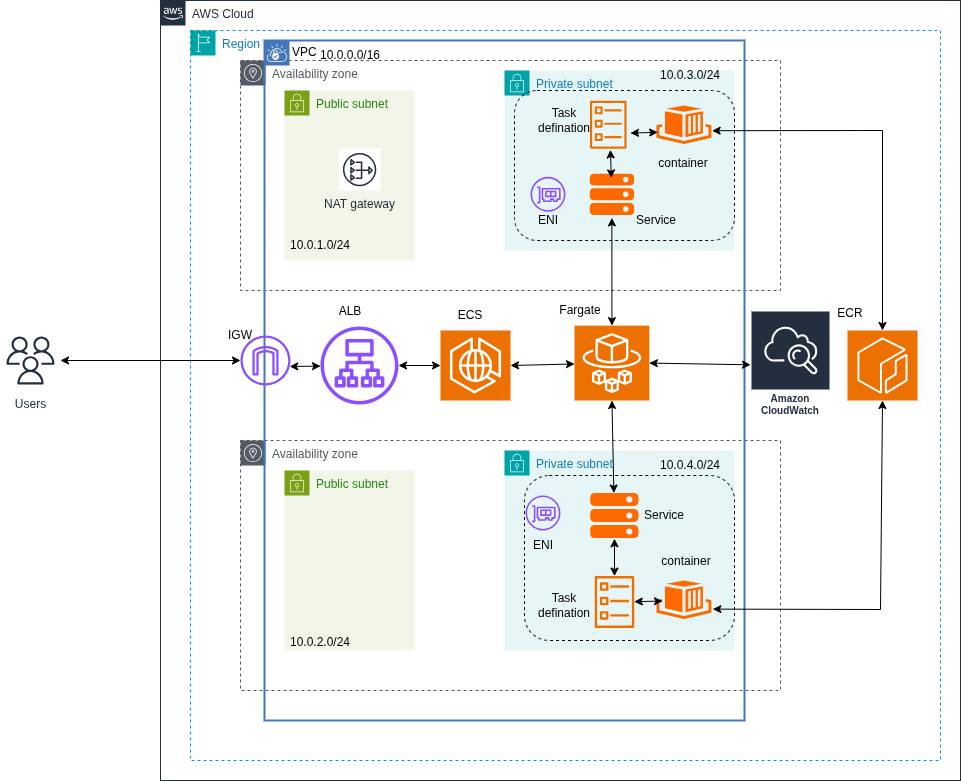 aws
AWS Cloud
Region
VPC
10.0.0.0/16
Availability zone
Public subnet
NAT gateway
10.0.1.0/24
10.0.3.0/24
Private subnet
Task
defination
container
ENI
Service
Users
IGW
ALB
ECS
Fargate
Amazon
CloudWatch
ECR
Availability zone
Public subnet
10.0.2.0/24
Private subnet
10.0.4.0/24
Service
ENI
container
Task
defination